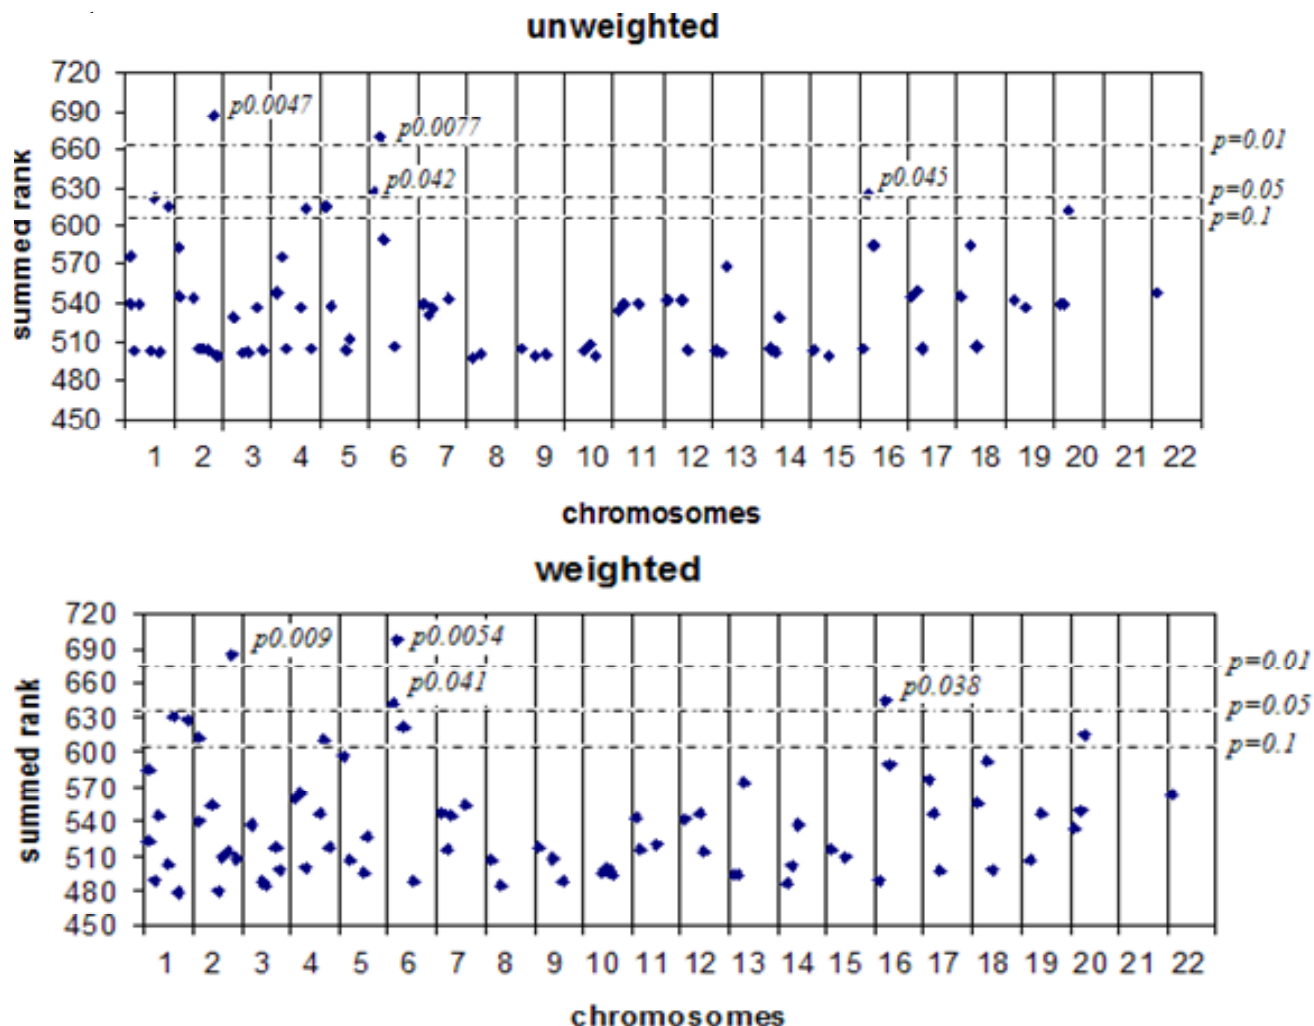 unweighted
720
690
660
630
600
570
540
510
480
450
summed rank
p0.0047
p0.0077
p0.042
p0.045
p=0.01
p=0.05
p=0.1
1 2 3 4 5 6 7 8 9 10 11 12 13 14 15 16 17 18 19 20 21 22
chromosomes
weighted
720
690
660
630
600
570
540
510
480
450
summed rank
p0.009
p0.0054
p0.041
p0.038
p=0.01
p=0.05
p=0.1
1 2 3 4 5 6 7 8 9 10 11 12 13 14 15 16 17 18 19 20 21 22
chromosomes